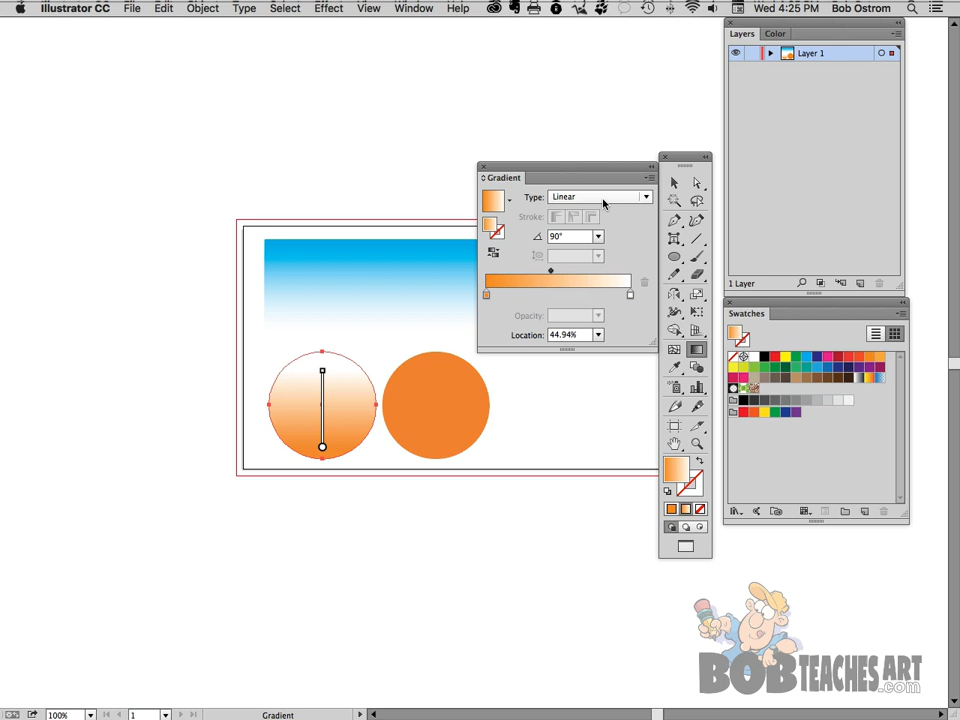 Illustrator CC File Edit Object Type Select Effect View Window Help Wed 4:25 PM Bob Ostrom
Layers Color
Layer 1
Gradient
Type: Linear
Stroke:
90°
Opacity:
Location: 44.94%
1 Layer
Swatches
BOB TEACHES ART
.com
100% 1 Gradient